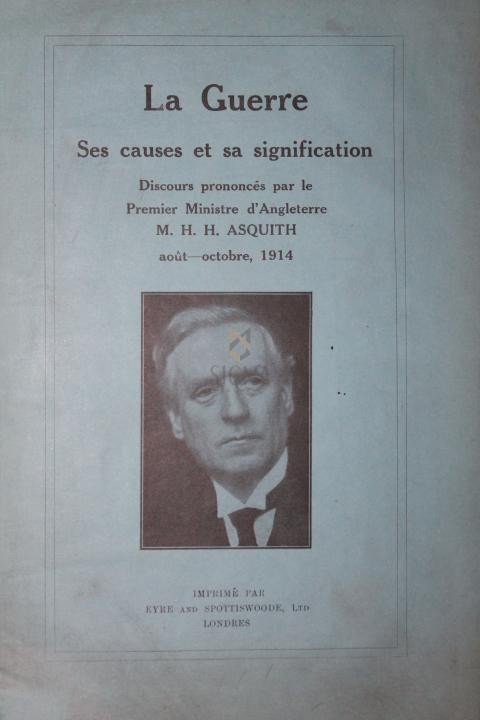 La Guerre
Ses causes et sa signification
Discours prononcés par le
Premier Ministre d'Angleterre
M. H. H. ASQUITH
août—octobre, 1914
IMPRIMÉ PAR
EYRE AND SPOTTISWOODE, LTD
LONDRES